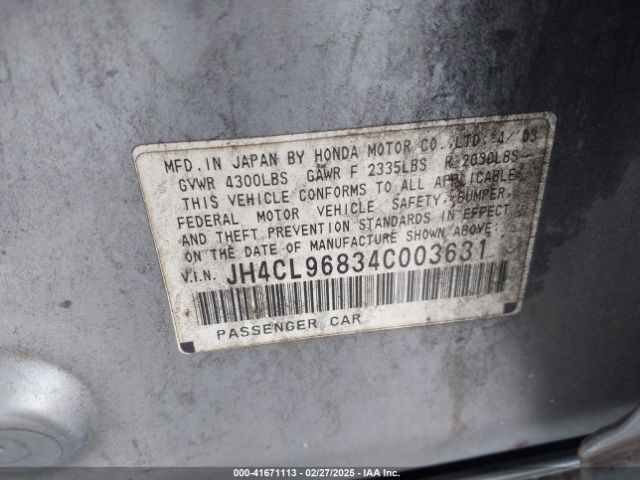 MFD. IN JAPAN BY HONDA MOTOR CO., LTD. 4/03
GVWR 4300LBS GAWR F 2335LBS R 2030LBS
THIS VEHICLE CONFORMS TO ALL APPLICABLE
FEDERAL MOTOR VEHICLE SAFETY, BUMPER,
AND THEFT PREVENTION STANDARDS IN EFFECT
ON THE DATE OF MANUFACTURE SHOWN ABOVE.
V.I.N. JH4CL96834C003631
PASSENGER CAR
000-41671113 - 02/27/2025 - IAA Inc.